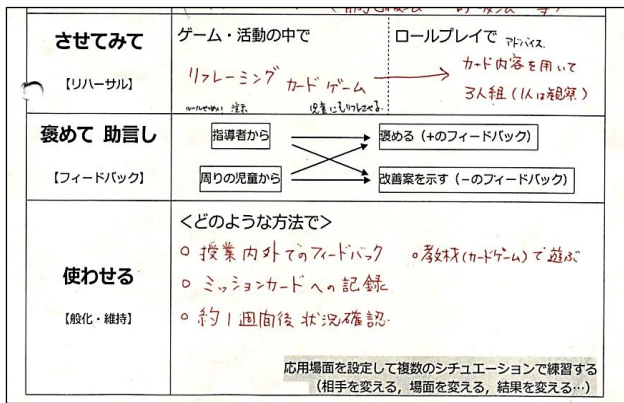 させてみて
【リハーサル】
ゲーム・活動の中で
リフレーミングカードゲーム
児童にもリフレさせる.
ロールプレイで
アドバイス.
カード内容を用いて
3人組(1人は観察)
褒めて 助言し
【フィードバック】
指導者から
褒める(+のフィードバック)
周りの児童から
改善案を示す(-のフィードバック)
使わせる
【般化・維持】
<どのような方法で>
○ 授業内外でのフィードバック ○教材(カードゲーム)で遊ぶ
○ ミッションカードへの記録.
○ 約1週間後 状況確認.
応用場面を設定して複数のシチュエーションで練習する
(相手を変える,場面を変える,結果を変える…)